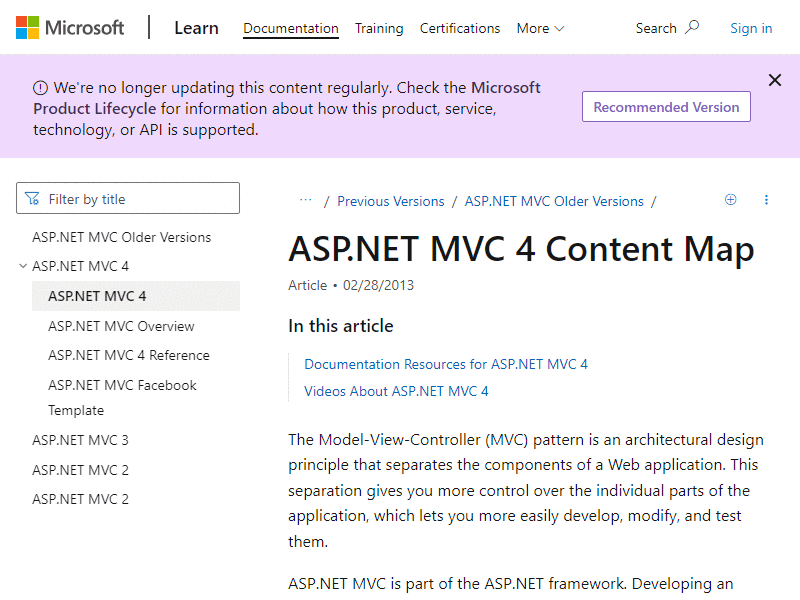 Microsoft Learn Documentation Training Certifications More Search Sign in
We're no longer updating this content regularly. Check the Microsoft
Product Lifecycle for information about how this product, service,
technology, or API is supported.
Recommended Version
Filter by title
ASP.NET MVC Older Versions
ASP.NET MVC 4
ASP.NET MVC 4
ASP.NET MVC Overview
ASP.NET MVC 4 Reference
ASP.NET MVC Facebook
Template
ASP.NET MVC 3
ASP.NET MVC 2
ASP.NET MVC 2
… / Previous Versions / ASP.NET MVC Older Versions /
ASP.NET MVC 4 Content Map
Article • 02/28/2013
In this article
Documentation Resources for ASP.NET MVC 4
Videos About ASP.NET MVC 4
The Model-View-Controller (MVC) pattern is an architectural design
principle that separates the components of a Web application. This
separation gives you more control over the individual parts of the
application, which lets you more easily develop, modify, and test
them.
ASP.NET MVC is part of the ASP.NET framework. Developing an